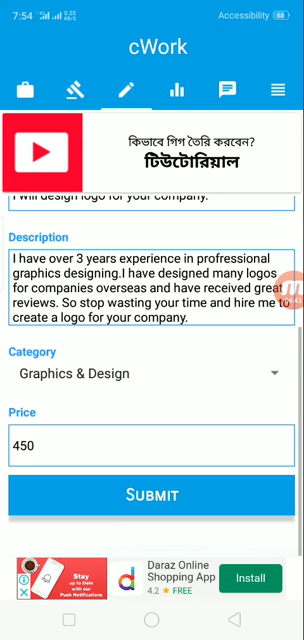 7:54
Accessibility 88
cWork
কিভাবে গিগ তৈরি করবেন?
টিউটোরিয়াল
I will design logo for your company.
Description
I have over 3 years experience in profressional
graphics designing.I have designed many logos
for companies overseas and have received great
reviews. So stop wasting your time and hire me to
create a logo for your company.
04:43
Category
Graphics & Design
Price
450
SUBMIT
Stay
up to Date
with our
Push Notifications
d
Daraz Online
Shopping App
4.2 ★ FREE
Install